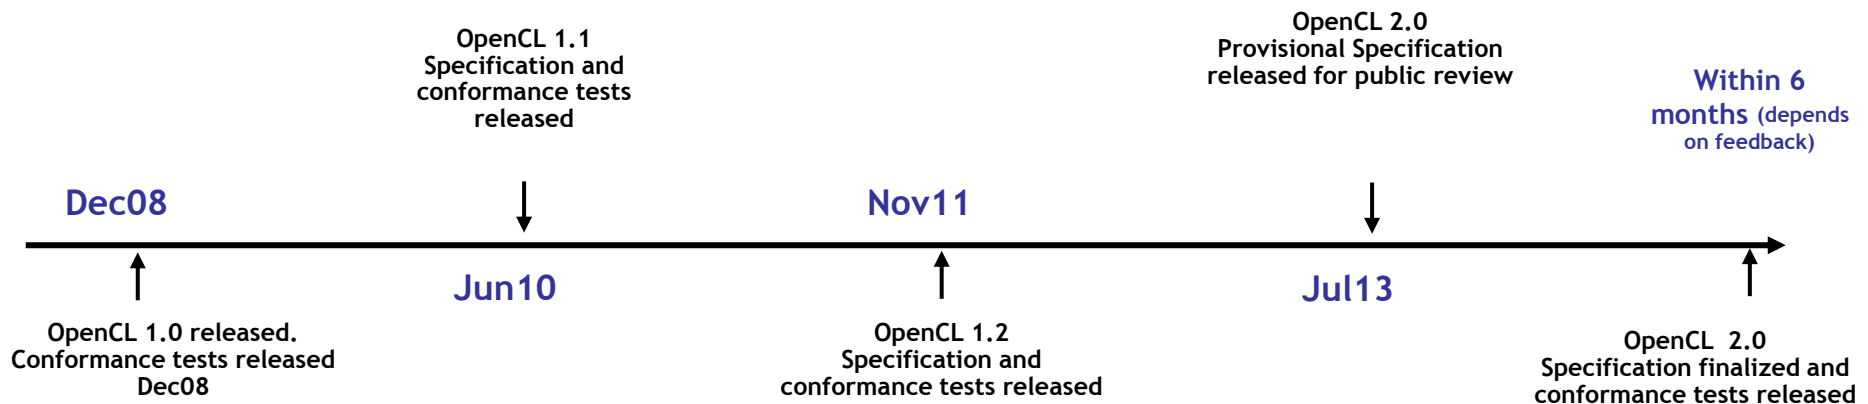 OpenCL 1.1
Specification and
conformance tests
released
OpenCL 2.0
Provisional Specification
released for public review
Within 6
months (depends
on feedback)
Dec08
Nov11
Jun10
Jul13
OpenCL 1.0 released.
Conformance tests released
Dec08
OpenCL 1.2
Specification and
conformance tests released
OpenCL 2.0
Specification finalized and
conformance tests released